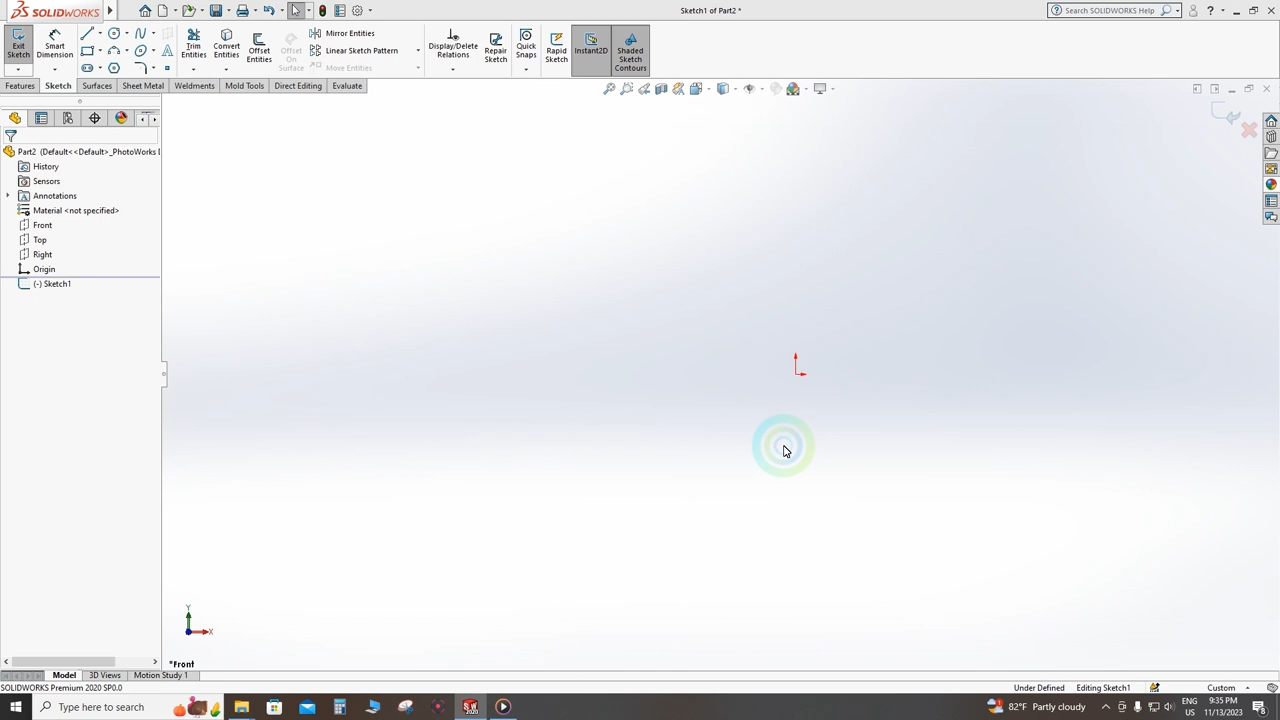 SOLIDWORKS
Sketch1 of Part2 *
Search SOLIDWORKS
Exit Sketch
Smart Dimension
Trim Entities
Convert Entities
Offset Entities
Offset On Surface
Mirror Entities
Linear Sketch Pattern
Move Entities
Display/Delete Relations
Repair Sketch
Quick Snaps
Rapid Sketch
Instant2D
Shaded Sketch Contours
Features
Sketch
Surfaces
Sheet Metal
Weldments
Mold Tools
Direct Editing
Evaluate
Part2 (Default<<Default>_PhotoWorks D
History
Sensors
Annotations
Material <not specified>
Front
Top
Right
Origin
(-) Sketch1
Y
X
*Front
Model
3D Views
Motion Study 1
SOLIDWORKS Premium 2020 SP0.0
Under Defined
Editing Sketch1
Custom
Type here to search
82°F Partly cloudy
ENG
US
9:35 PM
11/13/2023